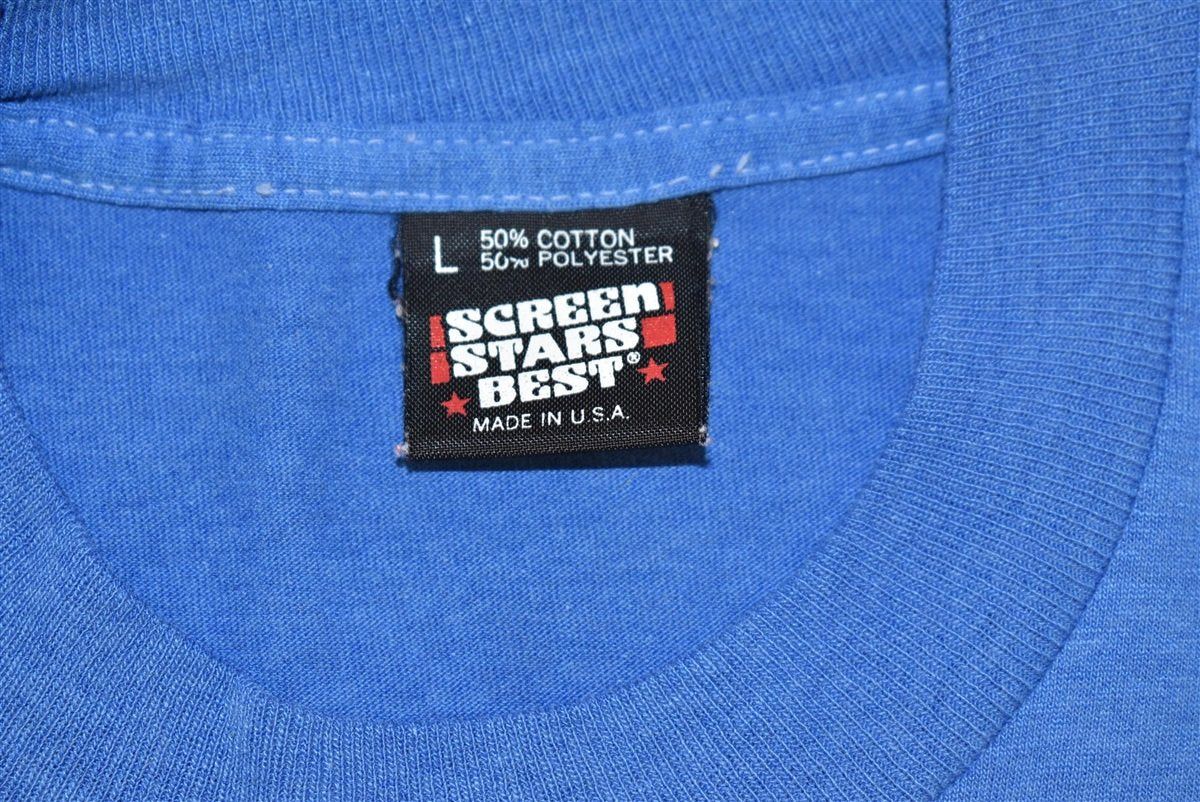 L 50% COTTON
50% POLYESTER
SCREEn
STARS
BEST®
MADE IN U.S.A.